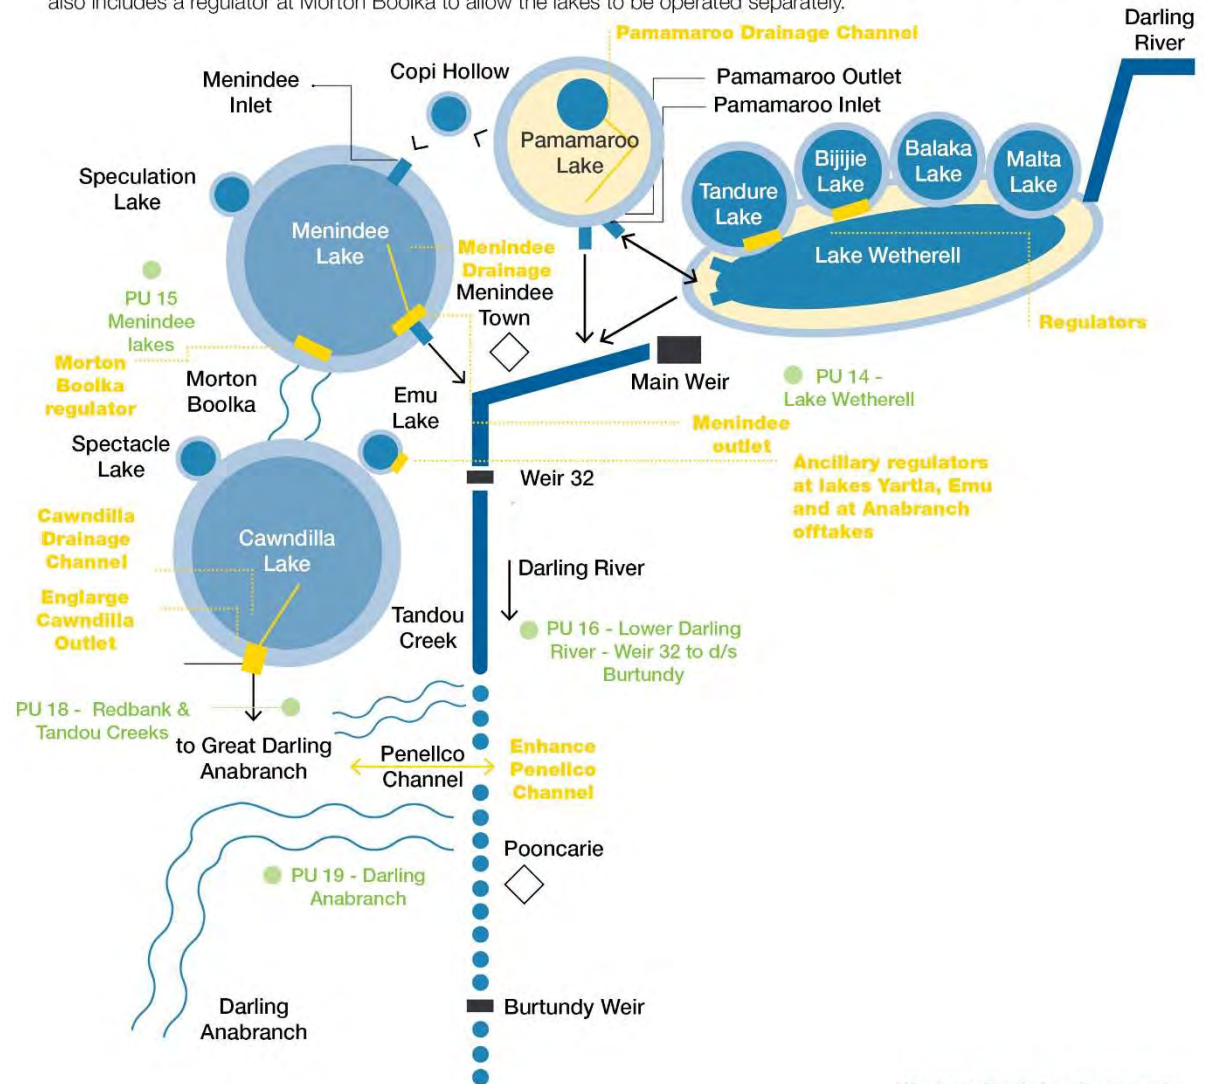 also includes a regulator at Morton Boolka to allow the lakes to be operated separately.
Darling
River
Pamamaroo Drainage Channel
Copi Hollow
Menindee
Inlet
Pamamaroo Outlet
Pamamaroo Inlet
Pamamaroo
Lake
Tandure
Lake
Bijijie
Lake
Balaka
Lake
Malta
Lake
Speculation
Lake
Menindee
Lake
Menindee
Drainage
Menindee
Town
Lake Wetherell
Regulators
PU 15
Menindee
lakes
Morton
Boolka
regulator
Morton
Boolka
Emu
Lake
Main Weir
PU 14 -
Lake Wetherell
Menindee
outlet
Spectacle
Lake
Weir 32
Ancillary regulators
at lakes Yartla, Emu
and at Anabranch
offtakes
Cawndilla
Drainage
Channel
Cawndilla
Lake
Darling River
Englarge
Cawndilla
Outlet
Tandou
Creek
PU 16 - Lower Darling
River - Weir 32 to d/s
Burtundy
PU 18 - Redbank &
Tandou Creeks
to Great Darling
Anabranch
Penellco
Channel
Enhance
Penellco
Channel
Pooncarie
PU 19 - Darling
Anabranch
Darling
Anabranch
Burtundy Weir